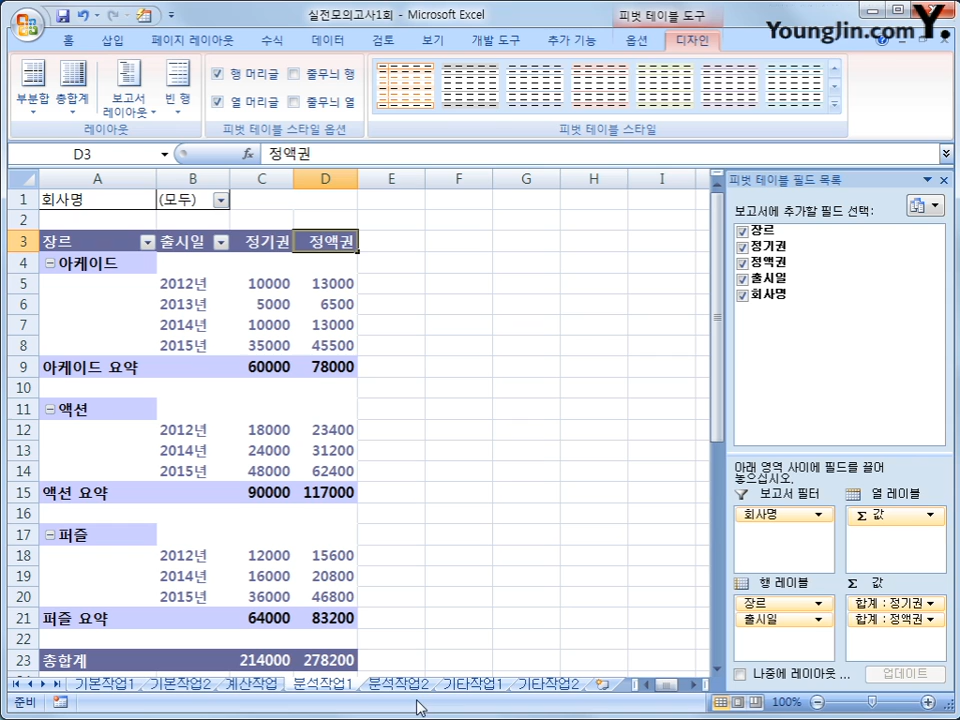 실전모의고사1회 - Microsoft Excel
피벗 테이블 도구
YoungJin.com Y.
홈 삽입 페이지 레이아웃 수식 데이터 검토 보기 개발 도구 추가 기능 옵션 디자인
부분합 총합계 보고서 레이아웃 빈 행
행 머리글 줄무늬 행
열 머리글 줄무늬 열
레이아웃 피벗 테이블 스타일 옵션 피벗 테이블 스타일
D3 fx 정액권
A B C D E F G H I
1 회사명 (모두)
2
3 장르 출시일 정기권 정액권
4 아케이드
5 2012년 10000 13000
6 2013년 5000 6500
7 2014년 10000 13000
8 2015년 35000 45500
9 아케이드 요약 60000 78000
10
11 액션
12 2012년 18000 23400
13 2014년 24000 31200
14 2015년 48000 62400
15 액션 요약 90000 117000
16
17 퍼즐
18 2012년 12000 15600
19 2014년 16000 20800
20 2015년 36000 46800
21 퍼즐 요약 64000 83200
22
23 총합계 214000 278200
피벗 테이블 필드 목록
보고서에 추가할 필드 선택:
장르
정기권
정액권
출시일
회사명
아래 영역 사이에 필드를 끌어
놓으십시오.
보고서 필터 열 레이블
회사명 Σ 값
행 레이블 Σ 값
장르 합계 : 정기권
출시일 합계 : 정액권
나중에 레이아웃 ... 업데이트
기본작업1 기본작업2 계산작업 분석작업1 분석작업2 기타작업1 기타작업2
준비 100%